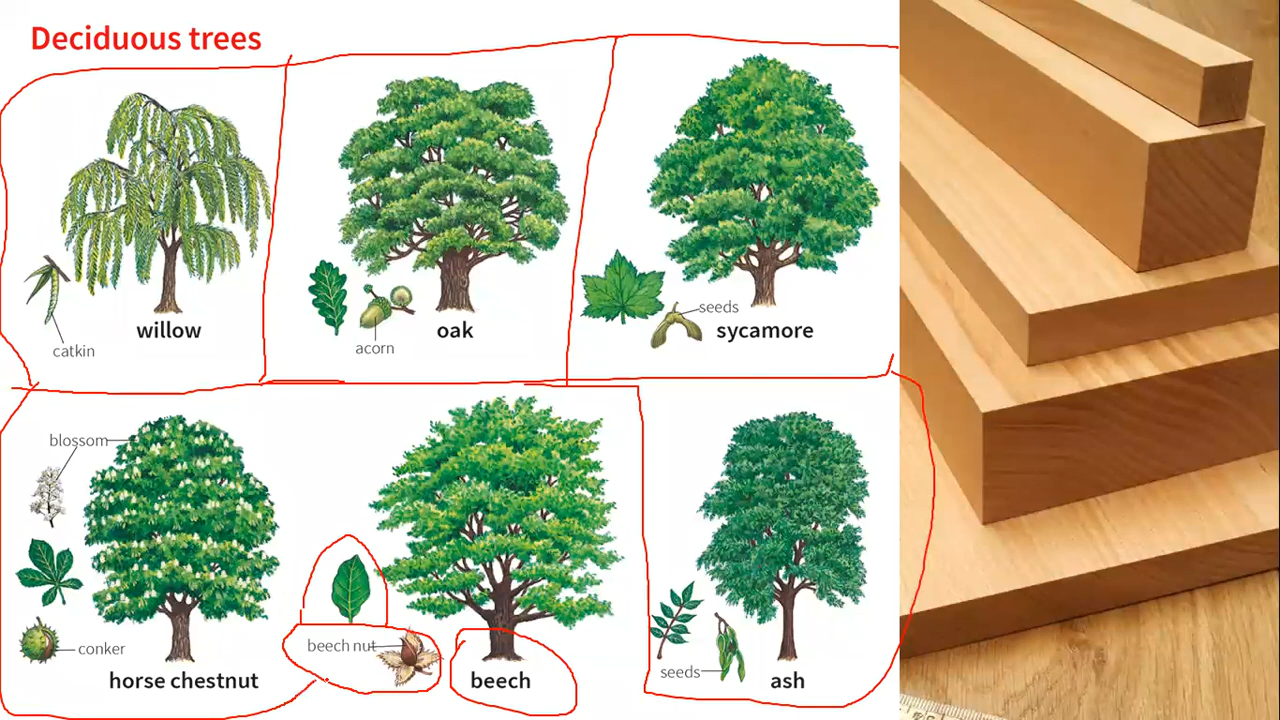 Deciduous trees
catkin
willow
acorn
oak
seeds
sycamore
blossom
conker
horse chestnut
beech nut
beech
seeds
ash